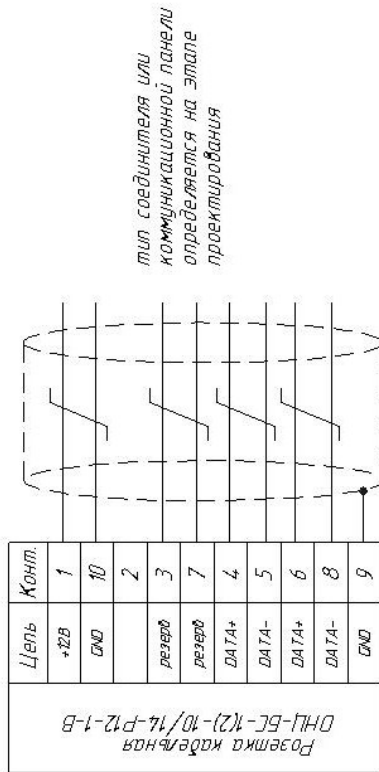 тип соединителя или
коммуникационной панели
определяется на этапе
проектирования
Цепь Конт.
+12В 1
GND 10
2
резерв 3
резерв 7
DATA+ 4
DATA- 5
DATA+ 6
DATA- 8
GND 9
Розетка кабельная
ОНЦ-БС-1(2)-10/14-Р12-1-В